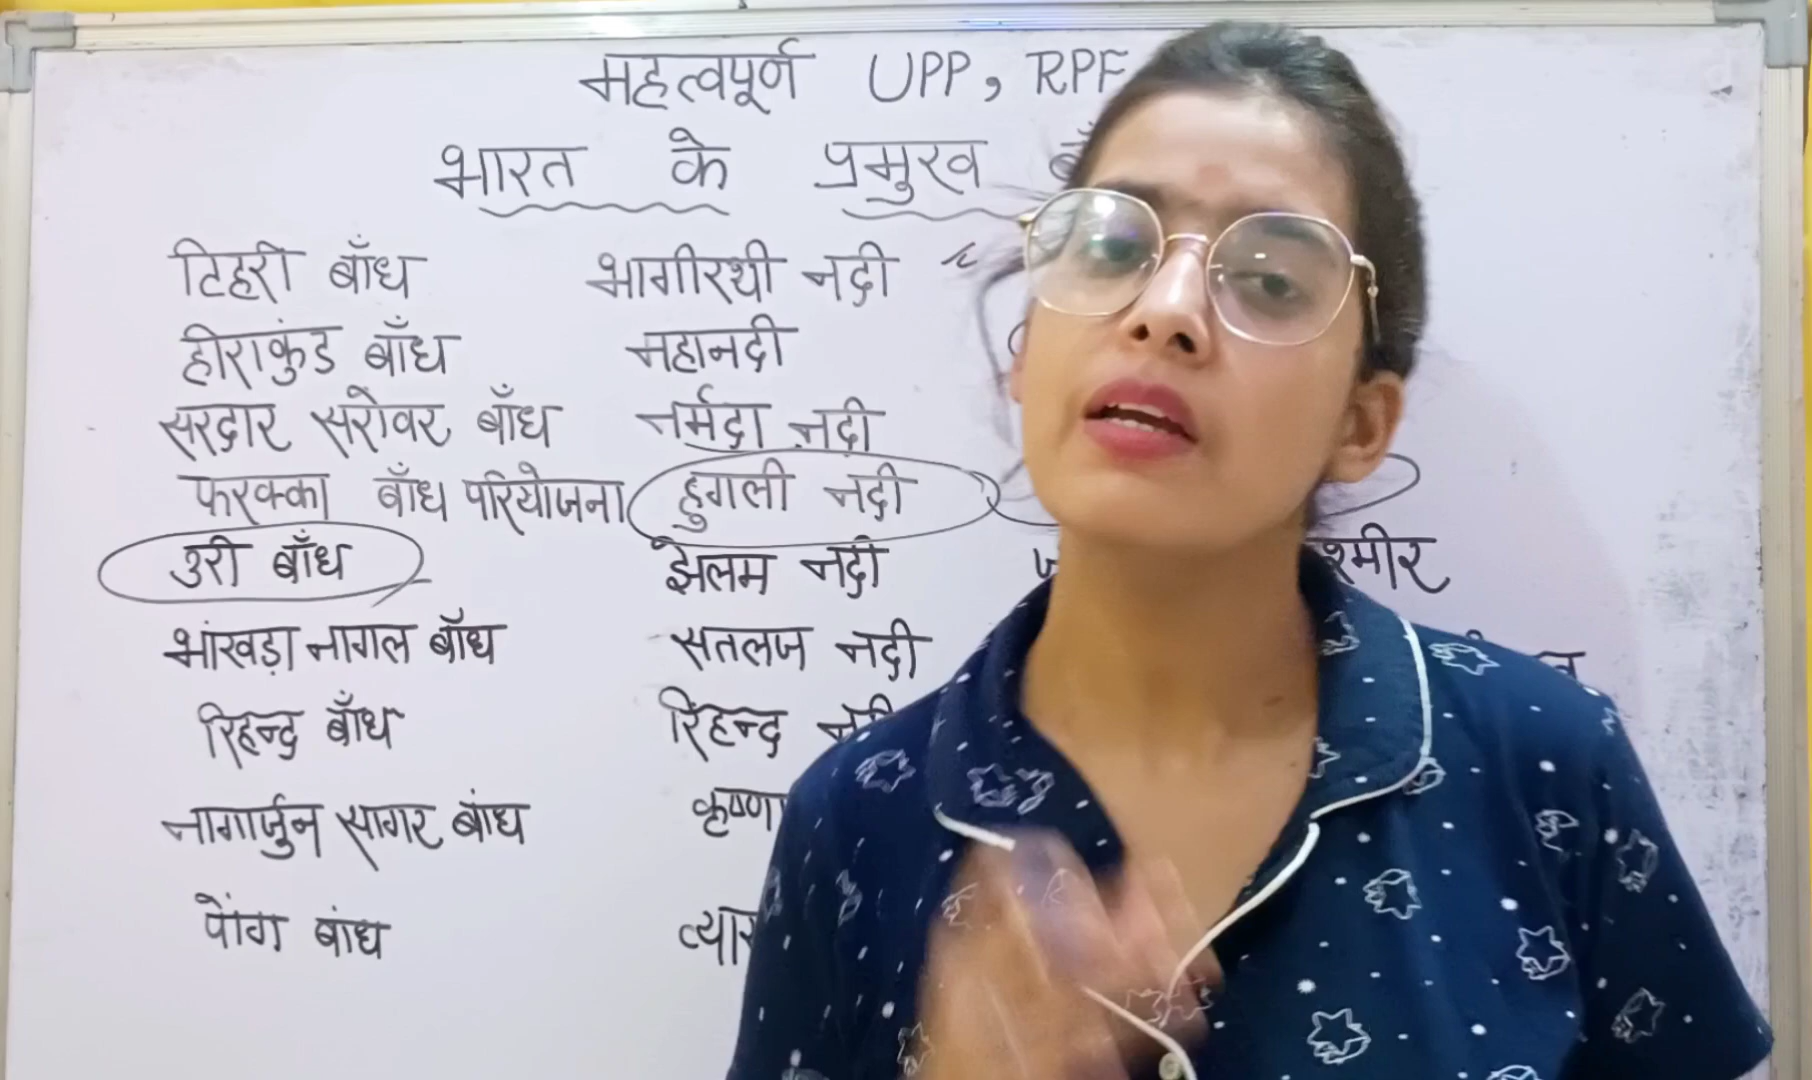 महत्वपूर्ण UPP, RPF
भारत के प्रमुख
टिहरी बाँध भागीरथी नदी
हीराकुंड बाँध महानदी
सरदार सरोवर बाँध नर्मदा नदी
फरक्का बाँध परियोजना हुगली नदी
उरी बाँध झेलम नदी
भांखड़ा नागल बाँध सतलज नदी
रिहन्द बाँध रिहन्द
नागार्जुन सागर बांध कृष्णा
पोंग बांध